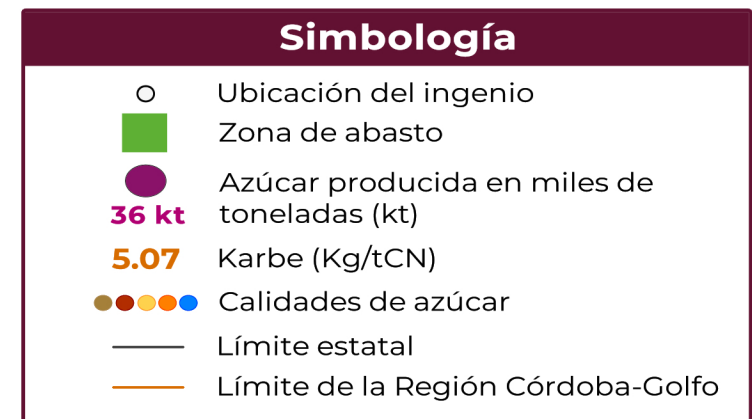 Simbología
Ubicación del ingenio
Zona de abasto
Azúcar producida en miles de
36 kt toneladas (kt)
5.07 Karbe (Kg/tCN)
Calidades de azúcar
Límite estatal
Límite de la Región Córdoba-Golfo